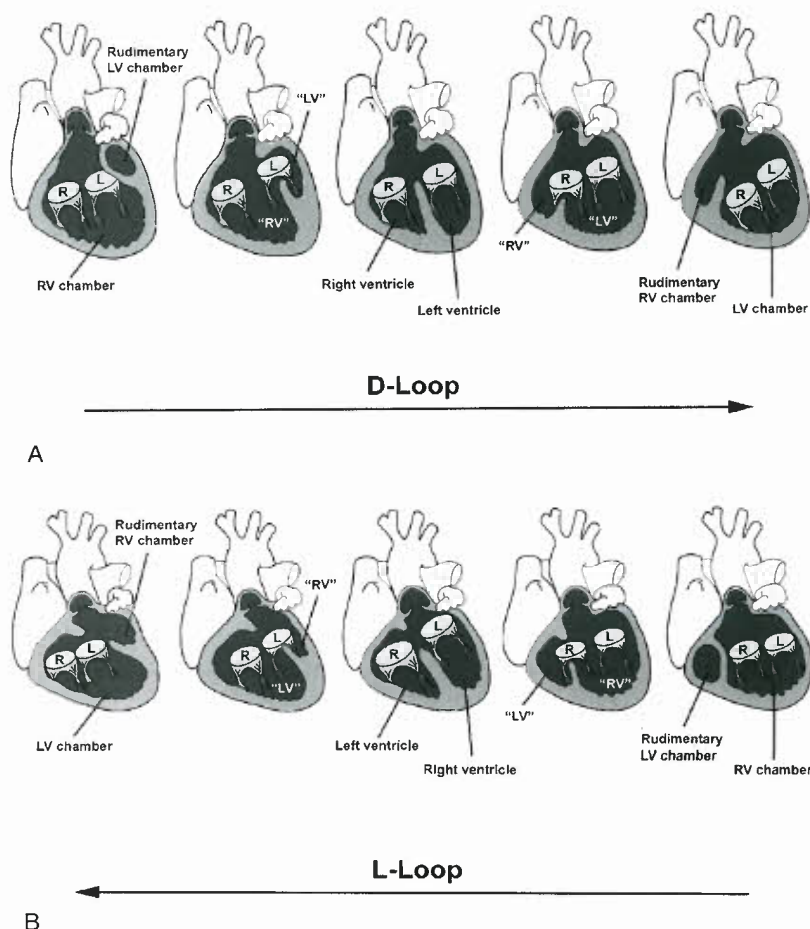 Rudimentary
LV chamber
"LV"
R
L
R
L
R
L
R
L
R
L
"RV"
"LV"
"RV"
RV chamber
Right ventricle
Left ventricle
Rudimentary
RV chamber
LV chamber
D-Loop
A
Rudimentary
RV chamber
"RV"
R
L
R
L
R
L
R
L
R
L
"LV"
"RV"
"LV"
LV chamber
Left ventricle
Right ventricle
Rudimentary
LV chamber
RV chamber
L-Loop
B